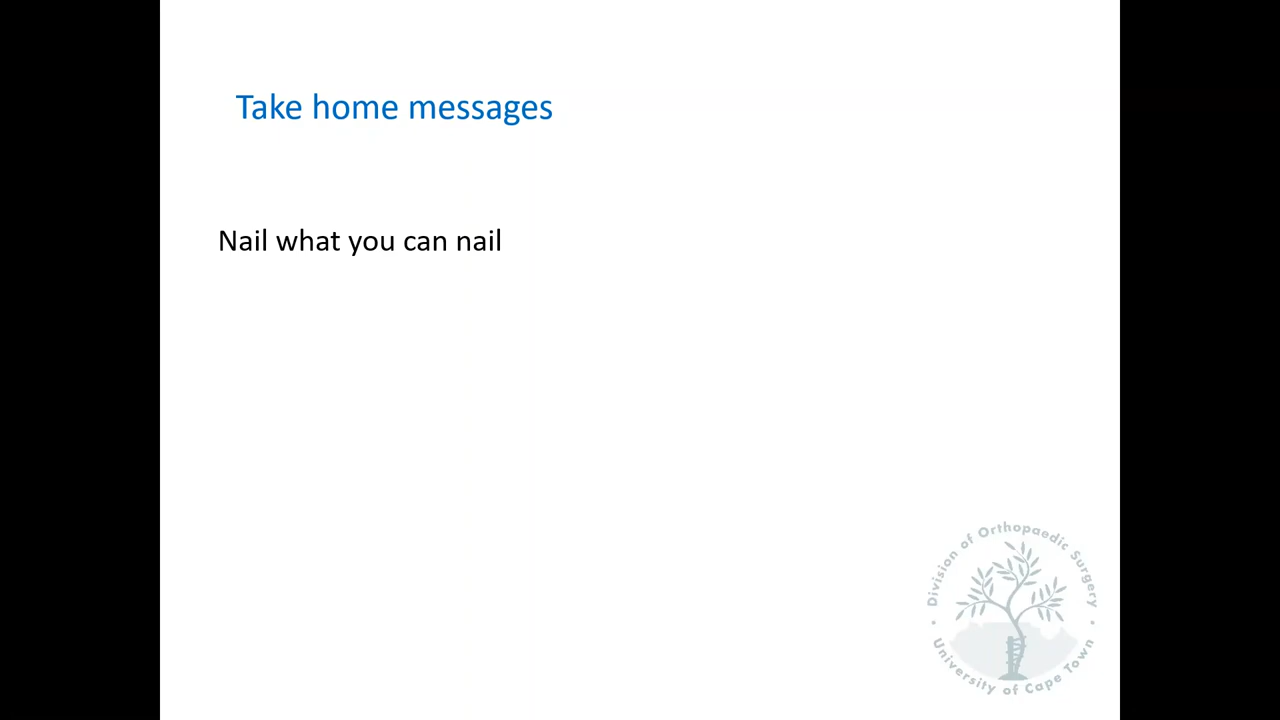 Take home messages
Nail what you can nail
Division of Orthopaedic Surgery
• University of Cape Town •